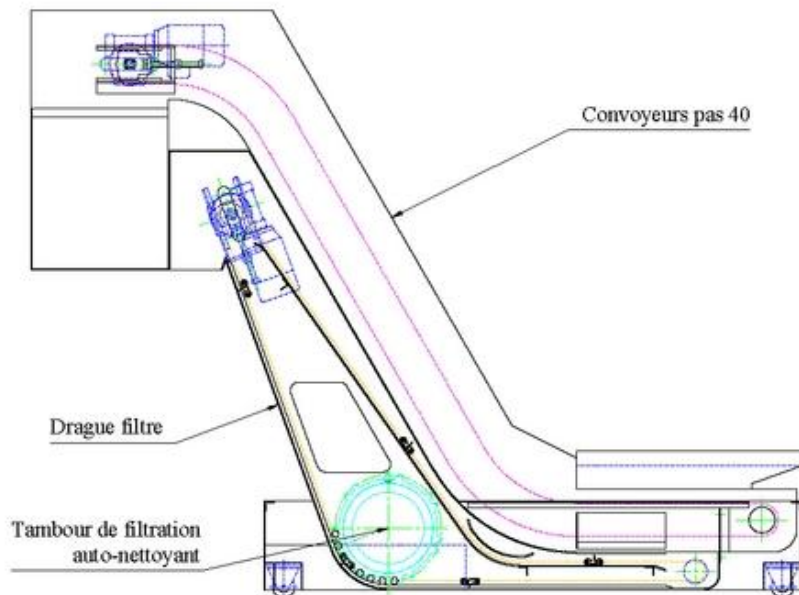 Convoyeurs pas 40
Drague filtre
Tambour de filtration
auto-nettoyant